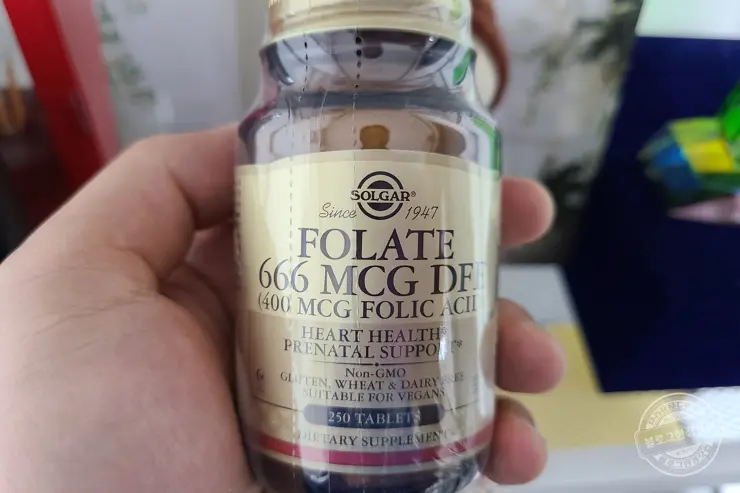 SOLGAR®
Since 1947
FOLATE
666 MCG DFE
(400 MCG FOLIC ACID
HEART HEALTH*
PRENATAL SUPPORT*
Non-GMO
GLUTEN, WHEAT & DAIRY FREE
SUITABLE FOR VEGANS
250 TABLETS
DIETARY SUPPLEMENT